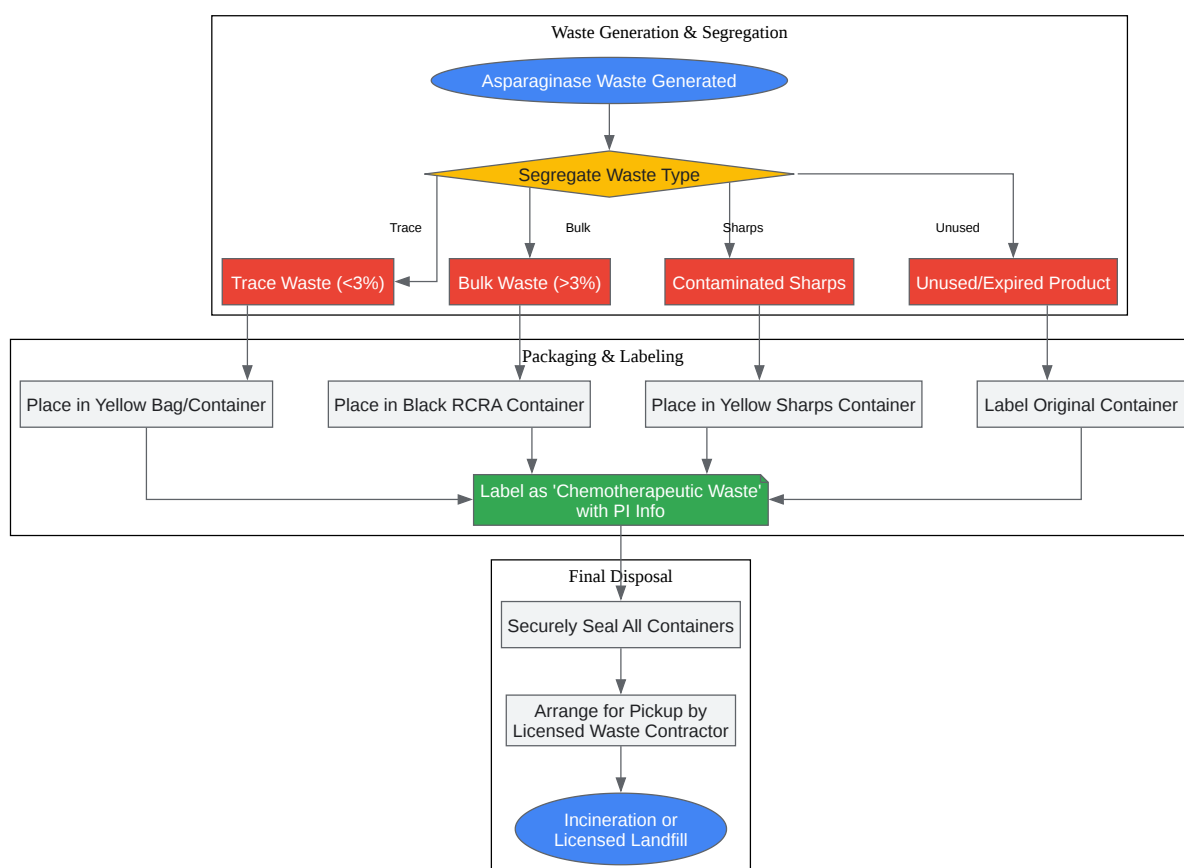 Waste Generation & Segregation
Asparaginase Waste Generated
Segregate Waste Type
Trace
Bulk
Sharps
Unused
Trace Waste (<3%)
Bulk Waste (>3%)
Contaminated Sharps
Unused/Expired Product
Packaging & Labeling
Place in Yellow Bag/Container
Place in Black RCRA Container
Place in Yellow Sharps Container
Label Original Container
Label as 'Chemotherapeutic Waste'
with PI Info
Final Disposal
Securely Seal All Containers
Arrange for Pickup by
Licensed Waste Contractor
Incineration or
Licensed Landfill